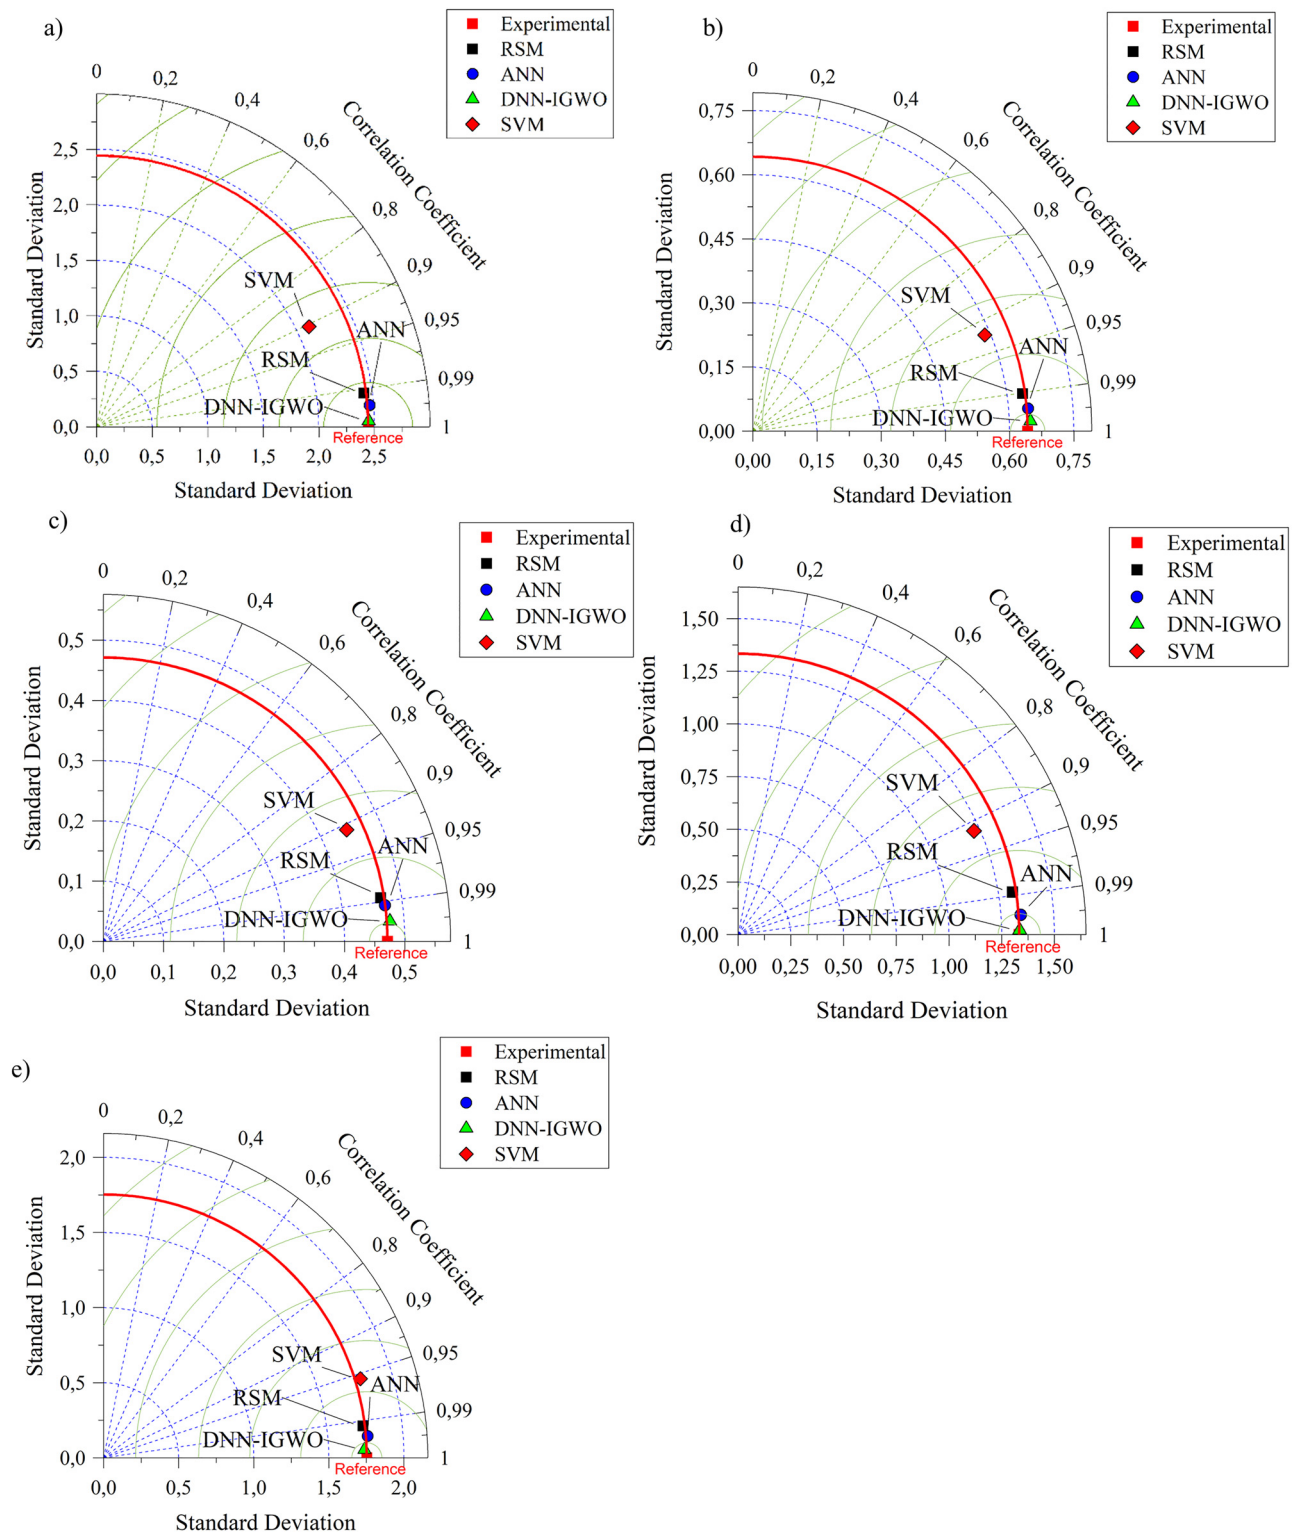 a)
Experimental
RSM
ANN
DNN-IGWO
SVM
0
0,2
0,4
0,6
0,8
0,9
0,95
0,99
1
Correlation Coefficient
Standard Deviation
2,5
2,0
1,5
1,0
0,5
0,0
SVM
ANN
RSM
DNN-IGWO
Reference
0,0 0,5 1,0 1,5 2,0 2,5
Standard Deviation
b)
Experimental
RSM
ANN
DNN-IGWO
SVM
0
0,2
0,4
0,6
0,8
0,9
0,95
0,99
1
Correlation Coefficient
Standard Deviation
0,75
0,60
0,45
0,30
0,15
0,00
SVM
ANN
RSM
DNN-IGWO
Reference
0,00 0,15 0,30 0,45 0,60 0,75
Standard Deviation
c)
Experimental
RSM
ANN
DNN-IGWO
SVM
0
0,2
0,4
0,6
0,8
0,9
0,95
0,99
1
Correlation Coefficient
Standard Deviation
0,5
0,4
0,3
0,2
0,1
0,0
SVM
ANN
RSM
DNN-IGWO
Reference
0,0 0,1 0,2 0,3 0,4 0,5
Standard Deviation
d)
Experimental
RSM
ANN
DNN-IGWO
SVM
0
0,2
0,4
0,6
0,8
0,9
0,95
0,99
1
Correlation Coefficient
Standard Deviation
1,50
1,25
1,00
0,75
0,50
0,25
0,00
SVM
RSM
ANN
DNN-IGWO
Reference
0,00 0,25 0,50 0,75 1,00 1,25 1,50
Standard Deviation
e)
Experimental
RSM
ANN
DNN-IGWO
SVM
0
0,2
0,4
0,6
0,8
0,9
0,95
0,99
1
Correlation Coefficient
Standard Deviation
2,0
1,5
1,0
0,5
0,0
SVM
ANN
RSM
DNN-IGWO
Reference
0,0 0,5 1,0 1,5 2,0
Standard Deviation